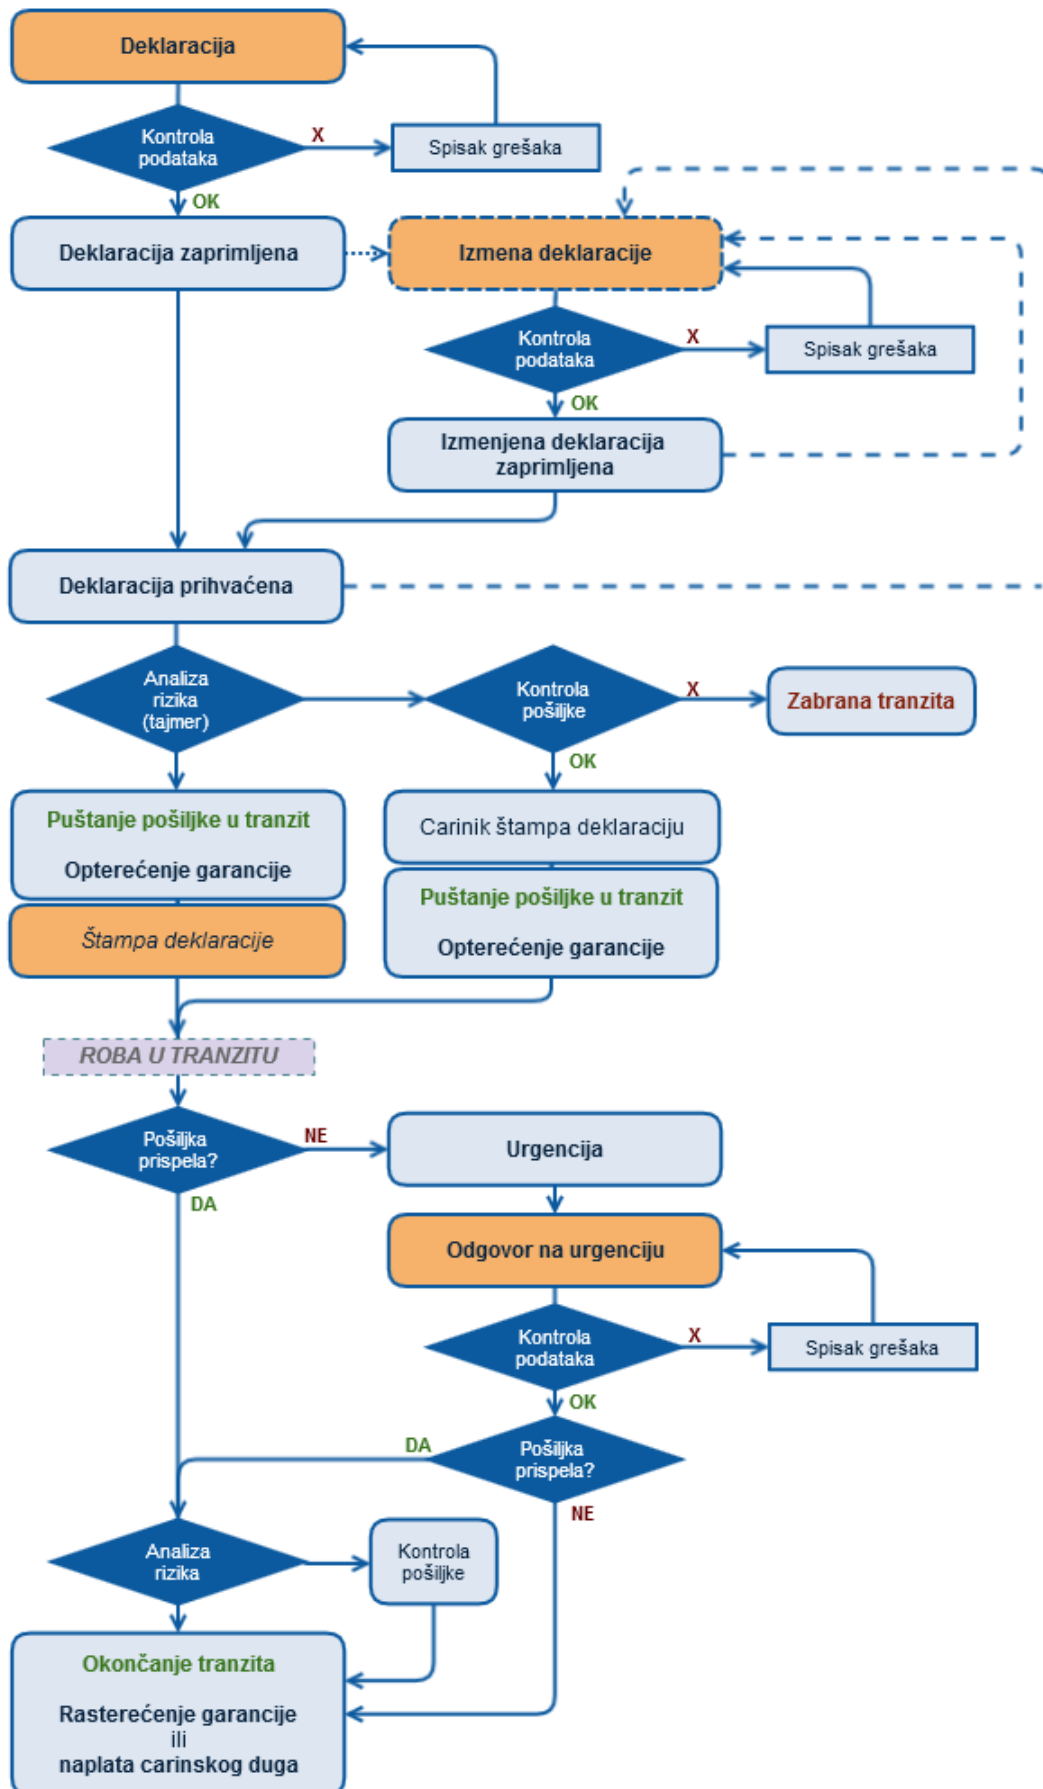 Deklaracija
Kontrola
podataka
X
Spisak grešaka
OK
Deklaracija zaprimljena
Izmena deklaracije
Kontrola
podataka
X
Spisak grešaka
OK
Izmenjena deklaracija
zaprimljena
Deklaracija prihvaćena
Analiza
rizika
(tajmer)
Kontrola
pošiljke
X
Zabrana tranzita
OK
Puštanje pošiljke u tranzit
Opterećenje garancije
Štampa deklaracije
Carinik štampa deklaraciju
Puštanje pošiljke u tranzit
Opterećenje garancije
ROBA U TRANZITU
Pošiljka
prispela?
NE
Urgencija
DA
Odgovor na urgenciju
Kontrola
podataka
X
Spisak grešaka
OK
DA
Pošiljka
prispela?
NE
Analiza
rizika
Kontrola
pošiljke
Okončanje tranzita
Rasterećenje garancije
ili
naplata carinskog duga